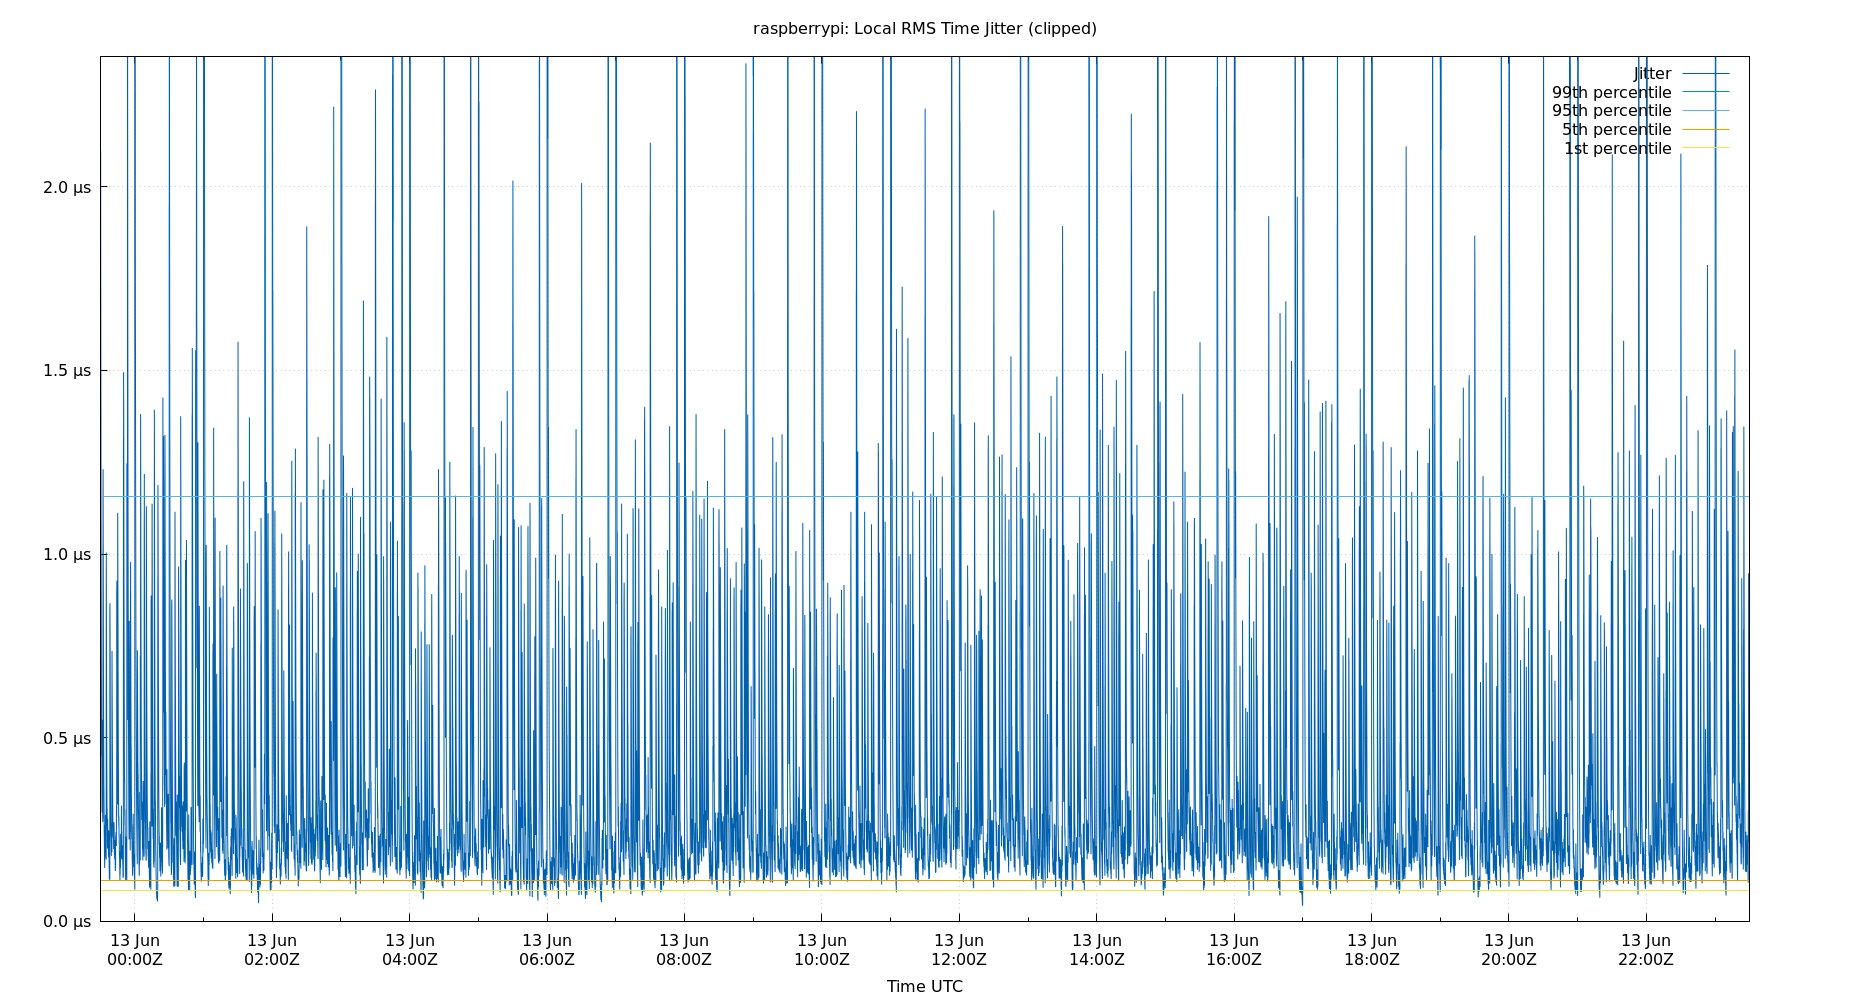 raspberrypi: Local RMS Time Jitter (clipped)
Jitter
99th percentile
95th percentile
5th percentile
1st percentile
2.0 µs
1.5 µs
1.0 µs
0.5 µs
0.0 µs
13 Jun 13 Jun 13 Jun 13 Jun 13 Jun 13 Jun 13 Jun 13 Jun 13 Jun 13 Jun 13 Jun 13 Jun
00:00Z 02:00Z 04:00Z 06:00Z 08:00Z 10:00Z 12:00Z 14:00Z 16:00Z 18:00Z 20:00Z 22:00Z
Time UTC